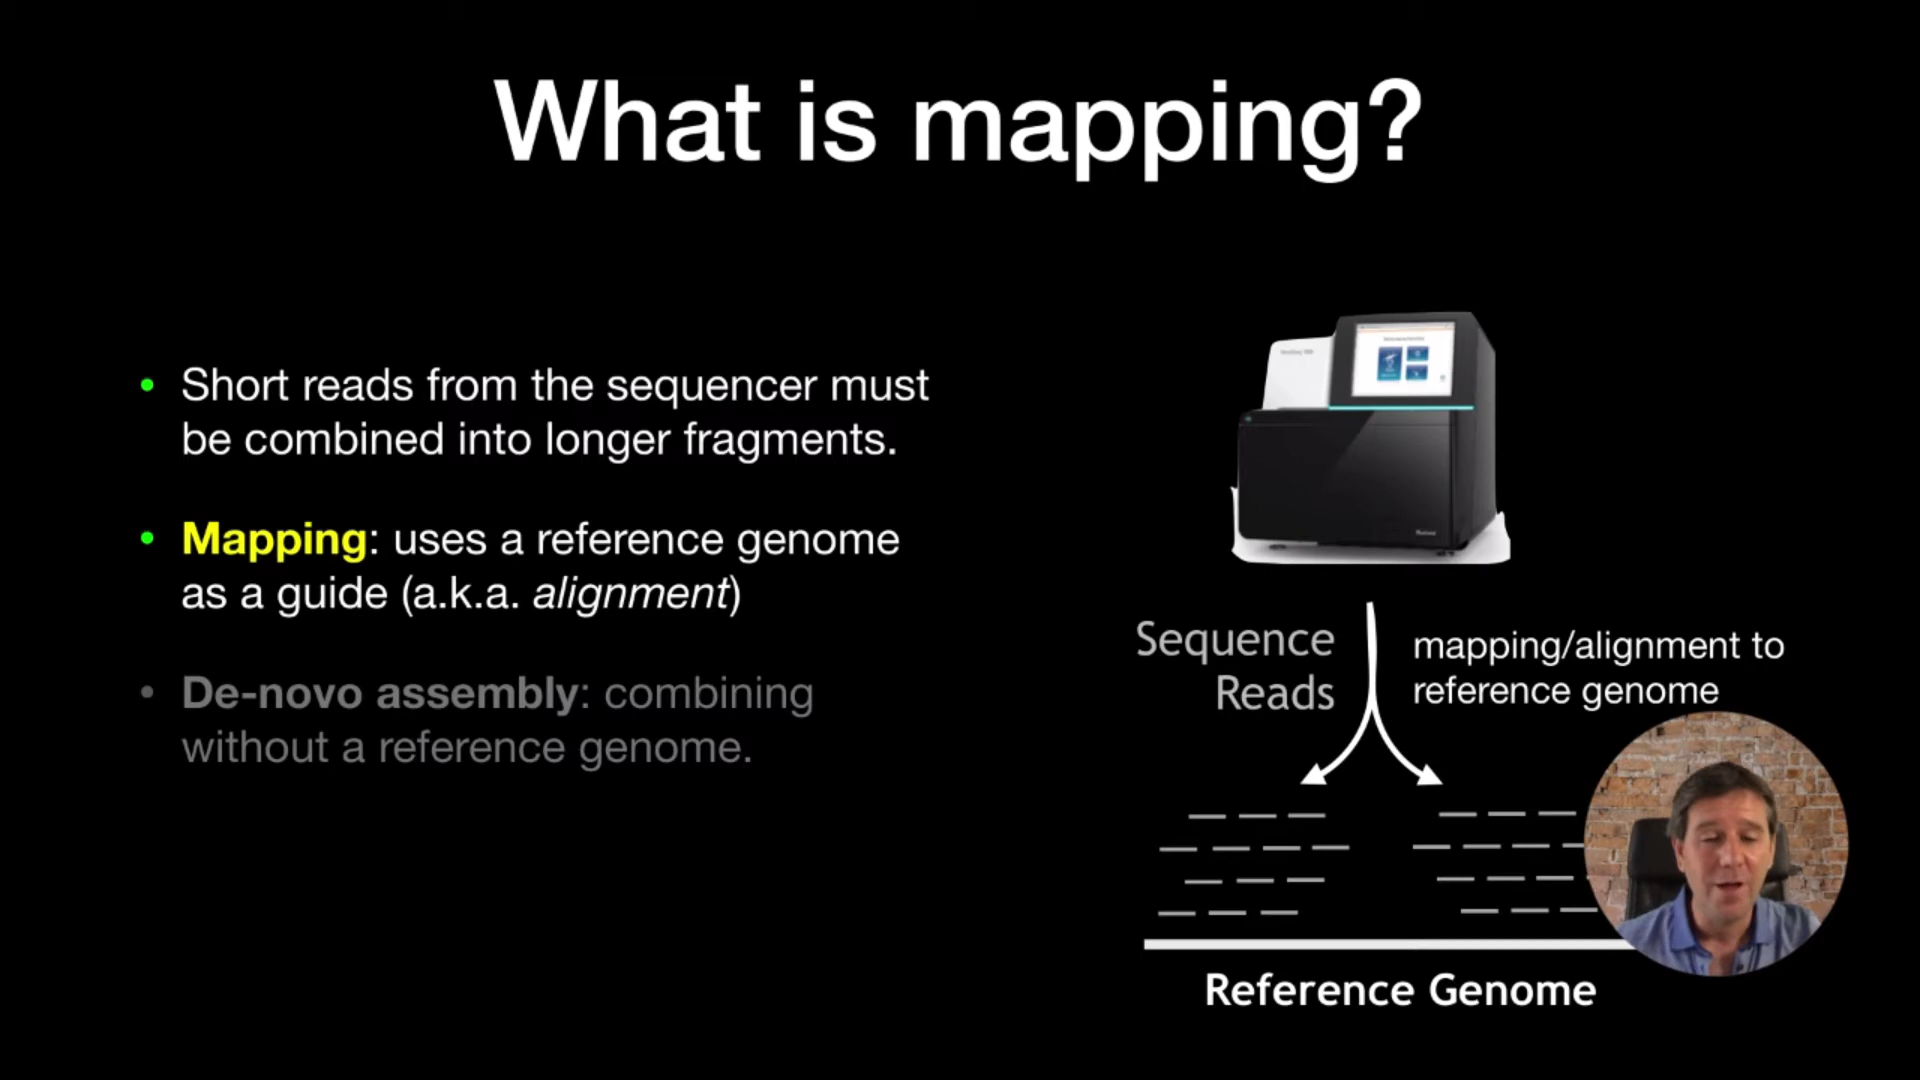 What is mapping?
• Short reads from the sequencer must
be combined into longer fragments.
• Mapping: uses a reference genome
as a guide (a.k.a. alignment)
• De-novo assembly: combining
without a reference genome.
Sequence
Reads
mapping/alignment to
reference genome
Reference Genome